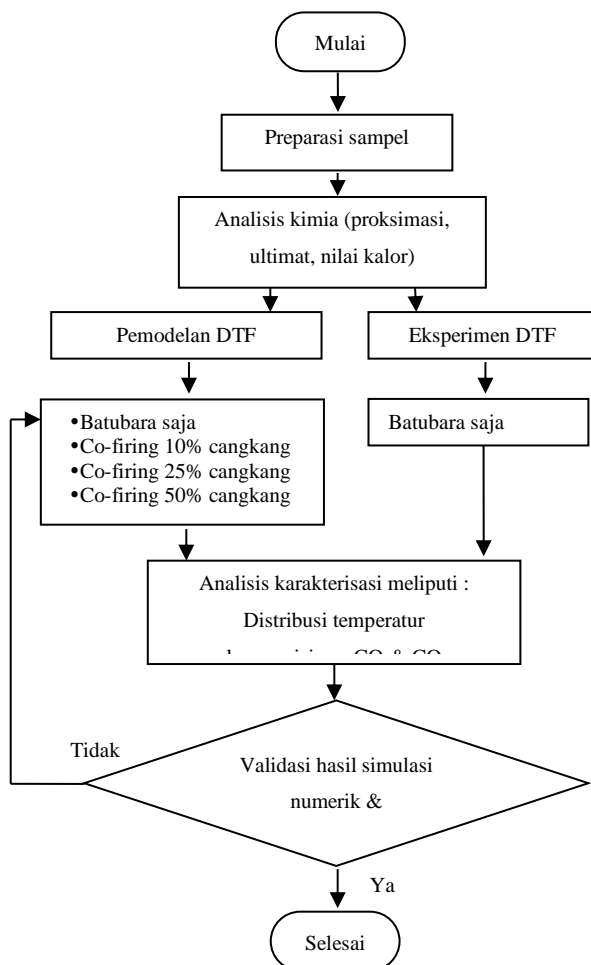 Mulai
Preparasi sampel
Analisis kimia (proksimasi,
ultimat, nilai kalor)
Pemodelan DTF
Eksperimen DTF
•Batubara saja
•Co-firing 10% cangkang
•Co-firing 25% cangkang
•Co-firing 50% cangkang
Batubara saja
Analisis karakterisasi meliputi :
Distribusi temperatur
Tidak
Validasi hasil simulasi
numerik &
Ya
Selesai